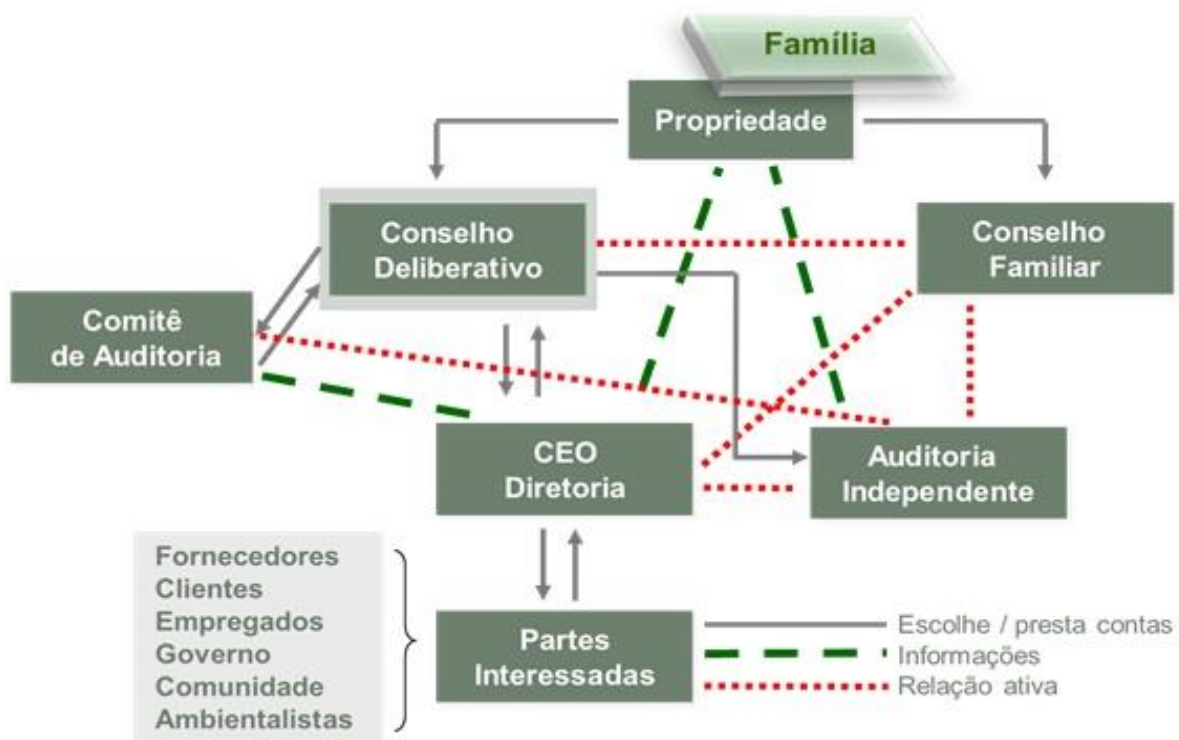 Família
Propriedade
Conselho
Deliberativo
Conselho
Familiar
Comitê
de Auditoria
CEO
Diretoria
Auditoria
Independente
Fornecedores
Clientes
Empregados
Governo
Comunidade
Ambientalistas
Partes
Interessadas
Escolhe / presta contas
Informações
Relação ativa